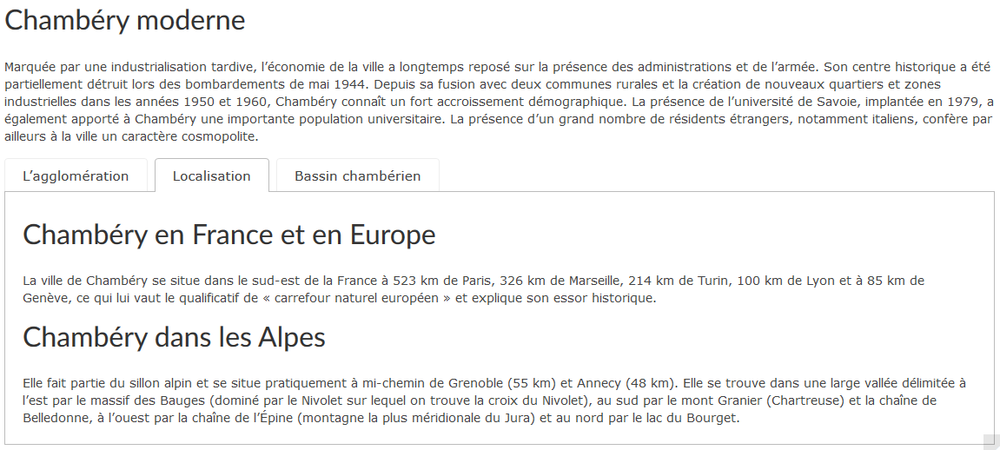 Chambéry moderne
Marquée par une industrialisation tardive, l’économie de la ville a longtemps reposé sur la présence des administrations et de l’armée. Son centre historique a été
partiellement détruit lors des bombardements de mai 1944. Depuis sa fusion avec deux communes rurales et la création de nouveaux quartiers et zones
industrielles dans les années 1950 et 1960, Chambéry connaît un fort accroissement démographique. La présence de l’université de Savoie, implantée en 1979, a
également apporté à Chambéry une importante population universitaire. La présence d’un grand nombre de résidents étrangers, notamment italiens, confère par
ailleurs à la ville un caractère cosmopolite.
L’agglomération Localisation Bassin chambérien
Chambéry en France et en Europe
La ville de Chambéry se situe dans le sud-est de la France à 523 km de Paris, 326 km de Marseille, 214 km de Turin, 100 km de Lyon et à 85 km de
Genève, ce qui lui vaut le qualificatif de « carrefour naturel européen » et explique son essor historique.
Chambéry dans les Alpes
Elle fait partie du sillon alpin et se situe pratiquement à mi-chemin de Grenoble (55 km) et Annecy (48 km). Elle se trouve dans une large vallée délimitée à
l’est par le massif des Bauges (dominé par le Nivolet sur lequel on trouve la croix du Nivolet), au sud par le mont Granier (Chartreuse) et la chaîne de
Belledonne, à l’ouest par la chaîne de l’Épine (montagne la plus méridionale du Jura) et au nord par le lac du Bourget.